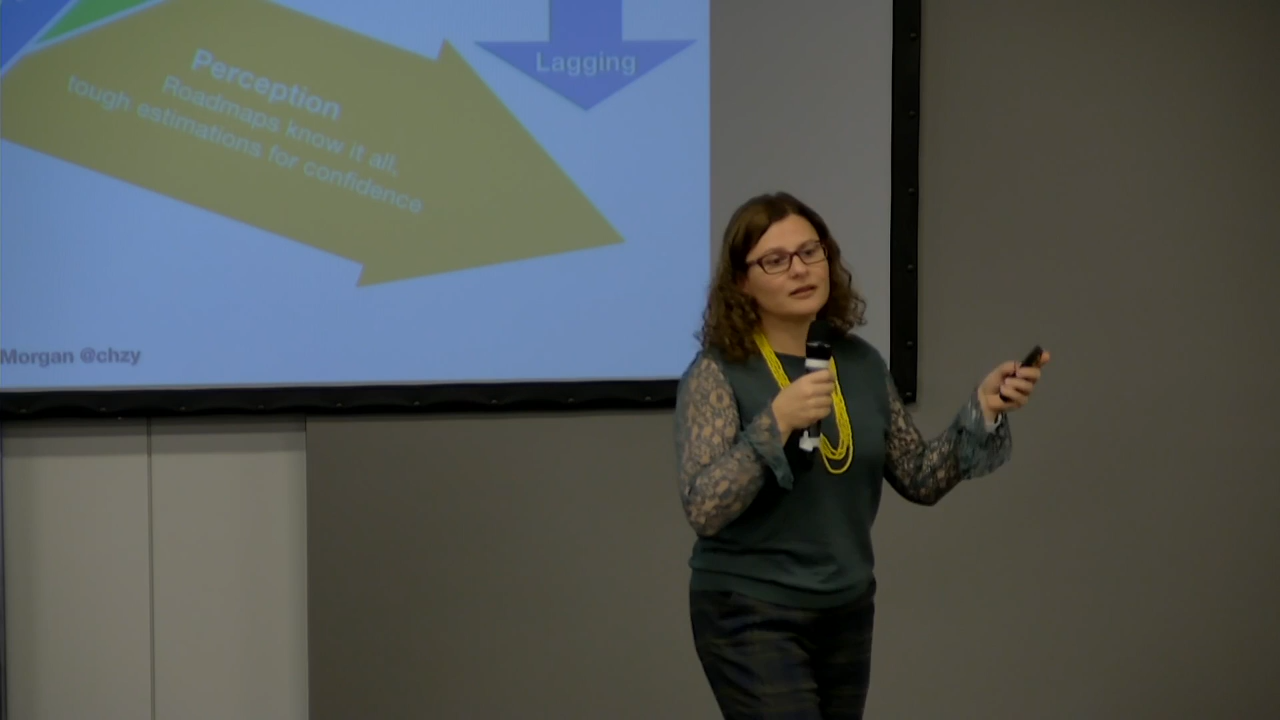 Perception
Roadmaps know it all,
tough estimations for confidence
Lagging
Morgan @chzy